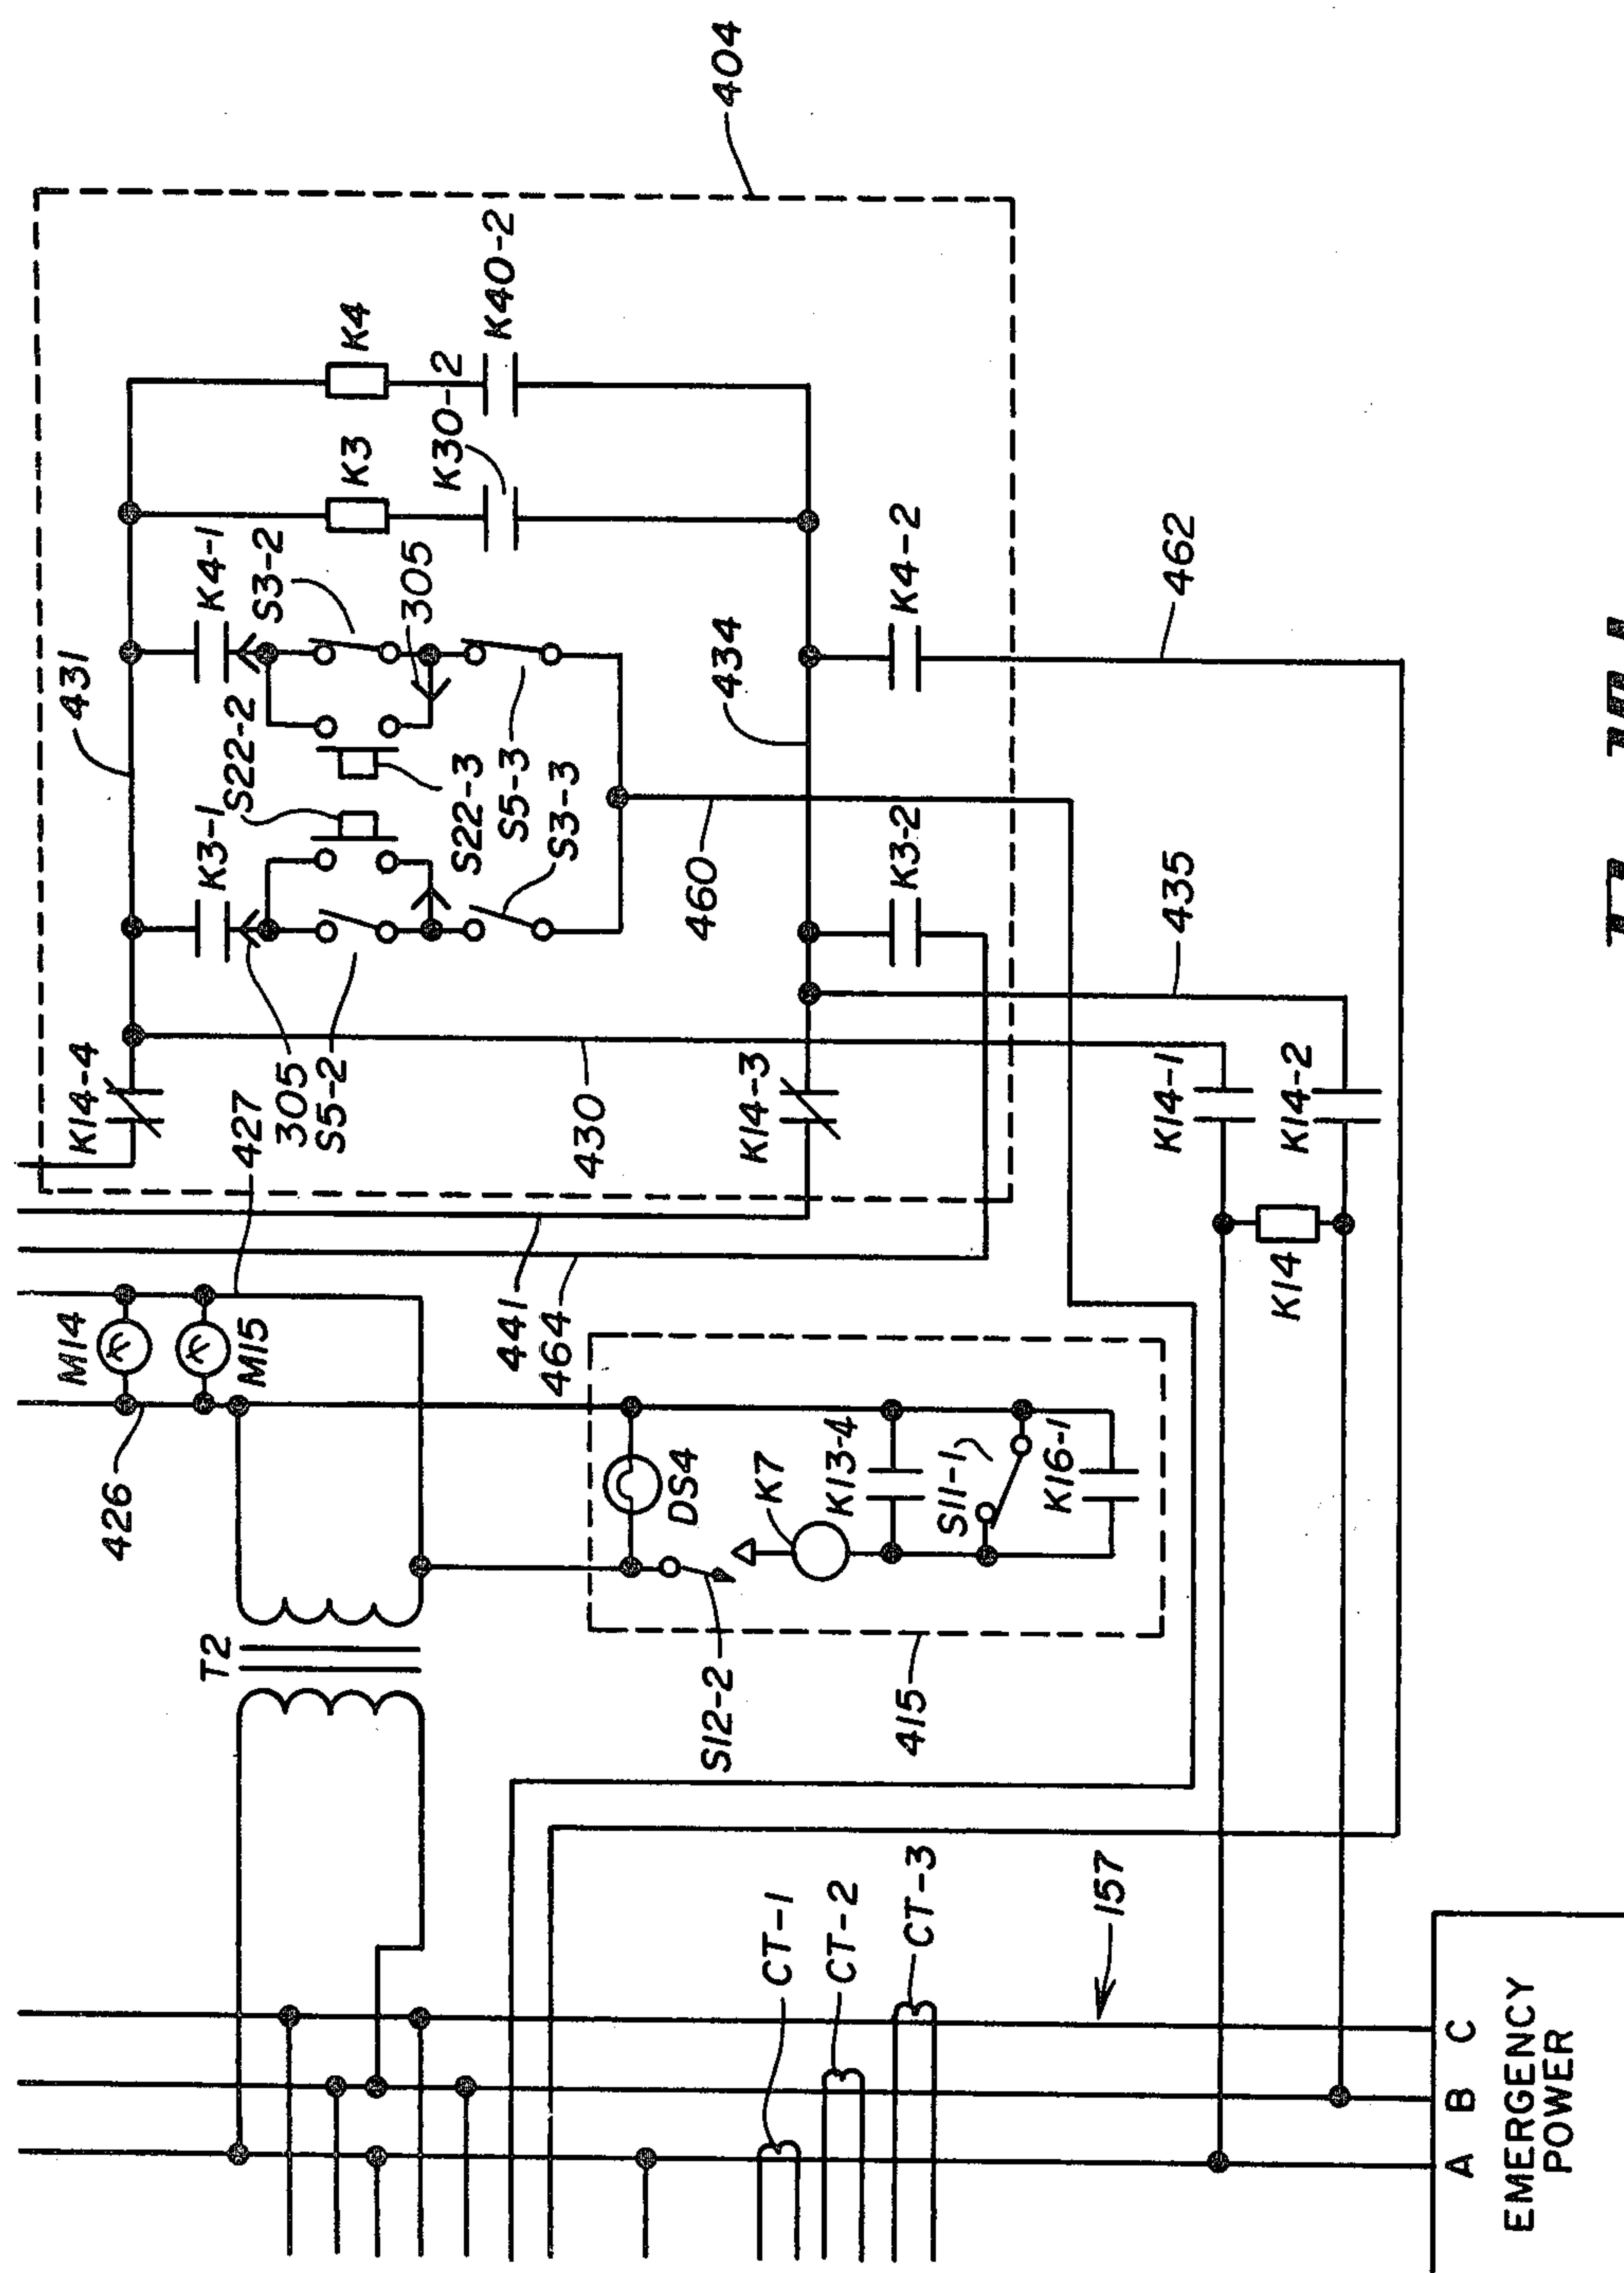 404
431
K4-1
S3-2
K4
K3
K40-2
K30-2
305
K3-1
S22-2
S22-3
S5-3
S3-3
K14-4
305
S5-2
427
434
K4-2
460
K3-2
462
435
430
K14-3
K14-1
K14-2
K14
441
464
M14
M15
426
T2
DS4
K7
K13-4
S11-1
K16-1
S12-2
415
CT-1
CT-2
CT-3
157
A B C
EMERGENCY
POWER